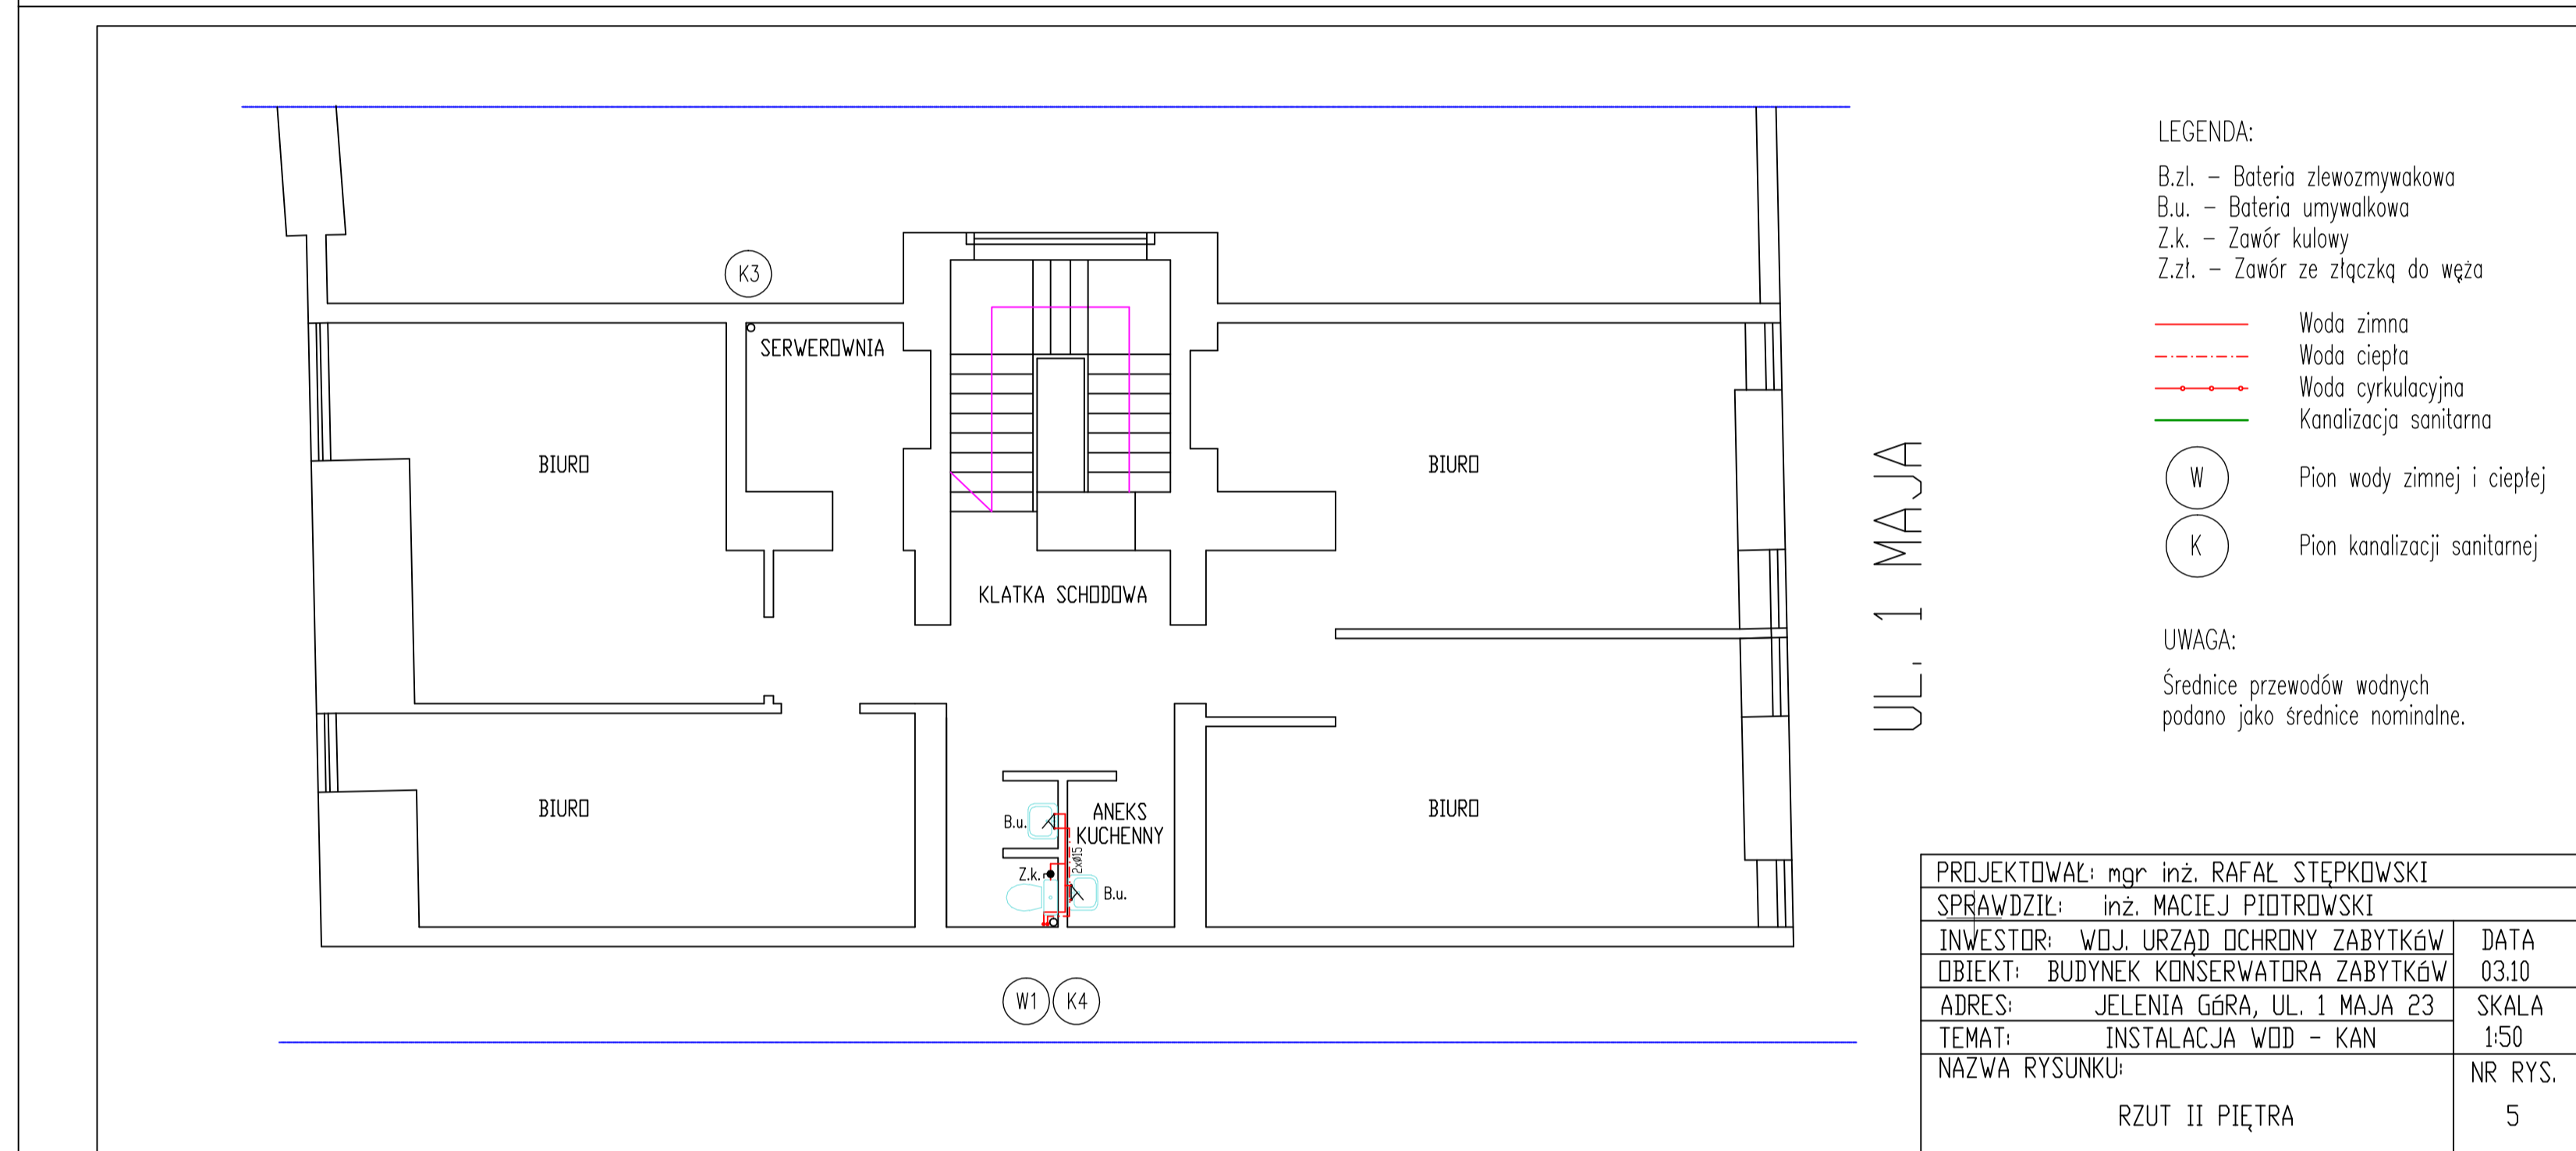 K3
SERWEROWNIA
BIURO
BIURO
KLATKA SCHODOWA
BIURO
BIURO
B.u.
ANEKS
KUCHENNY
2xø15
Z.k.
B.u.
W1
K4
UL. 1 MAJA
LEGENDA:
B.zl. – Bateria zlewozmywakowa
B.u. – Bateria umywalkowa
Z.k. – Zawór kulowy
Z.zł. – Zawór ze złączką do węża
Woda zimna
Woda ciepła
Woda cyrkulacyjna
Kanalizacja sanitarna
W Pion wody zimnej i ciepłej
K Pion kanalizacji sanitarnej
UWAGA:
Średnice przewodów wodnych
podano jako średnice nominalne.
PROJEKTOWAŁ: mgr inż. RAFAŁ STĘPKOWSKI
SPRAWDZIŁ: inż. MACIEJ PIOTROWSKI
INWESTOR: WOJ. URZĄD OCHRONY ZABYTKóW
DATA
OBIEKT: BUDYNEK KONSERWATORA ZABYTKóW
03.10
ADRES: JELENIA GóRA, UL. 1 MAJA 23
SKALA
TEMAT: INSTALACJA WOD - KAN
1:50
NAZWA RYSUNKU:
NR RYS.
RZUT II PIĘTRA
5